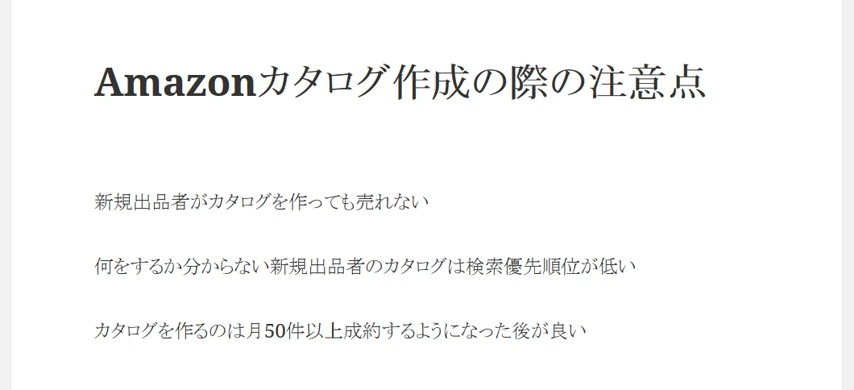 Amazonカタログ作成の際の注意点
新規出品者がカタログを作っても売れない
何をするか分からない新規出品者のカタログは検索優先順位が低い
カタログを作るのは月50件以上成約するようになった後が良い